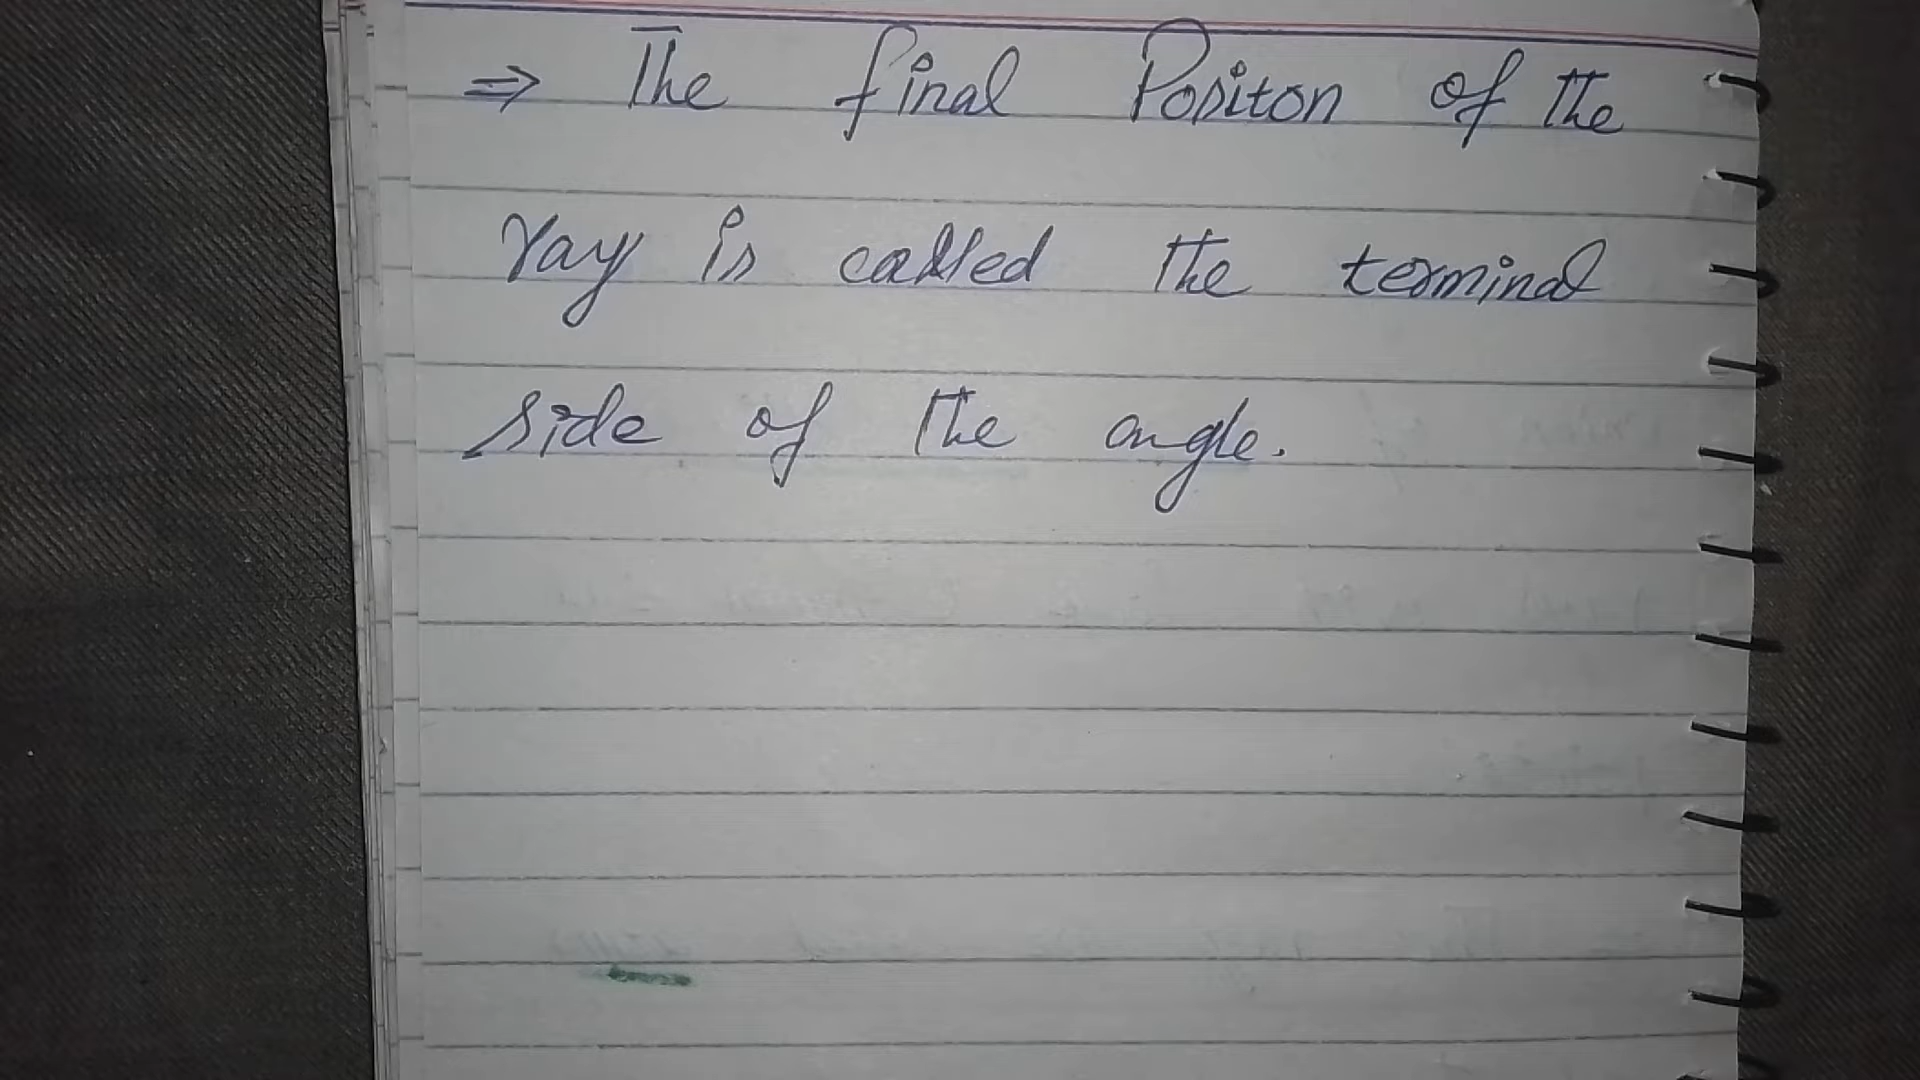 ⇒ The final Positon of the
ray is called the terminal
side of the angle.